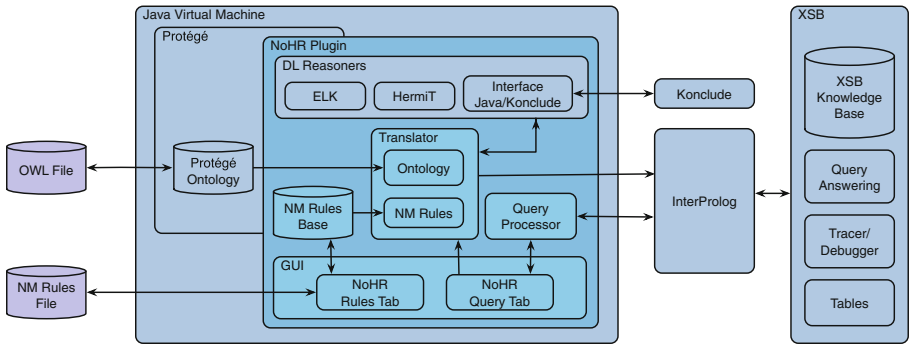 Java Virtual Machine
XSB
Protégé
NoHR Plugin
DL Reasoners
ELK
HermiT
Interface
Java/Konclude
Konclude
XSB
Knowledge
Base
OWL File
Protégé
Ontology
Translator
Ontology
NM Rules
NM Rules
Base
Query
Processor
InterProlog
Query
Answering
Tracer/
Debugger
Tables
GUI
NM Rules
File
NoHR
Rules Tab
NoHR
Query Tab